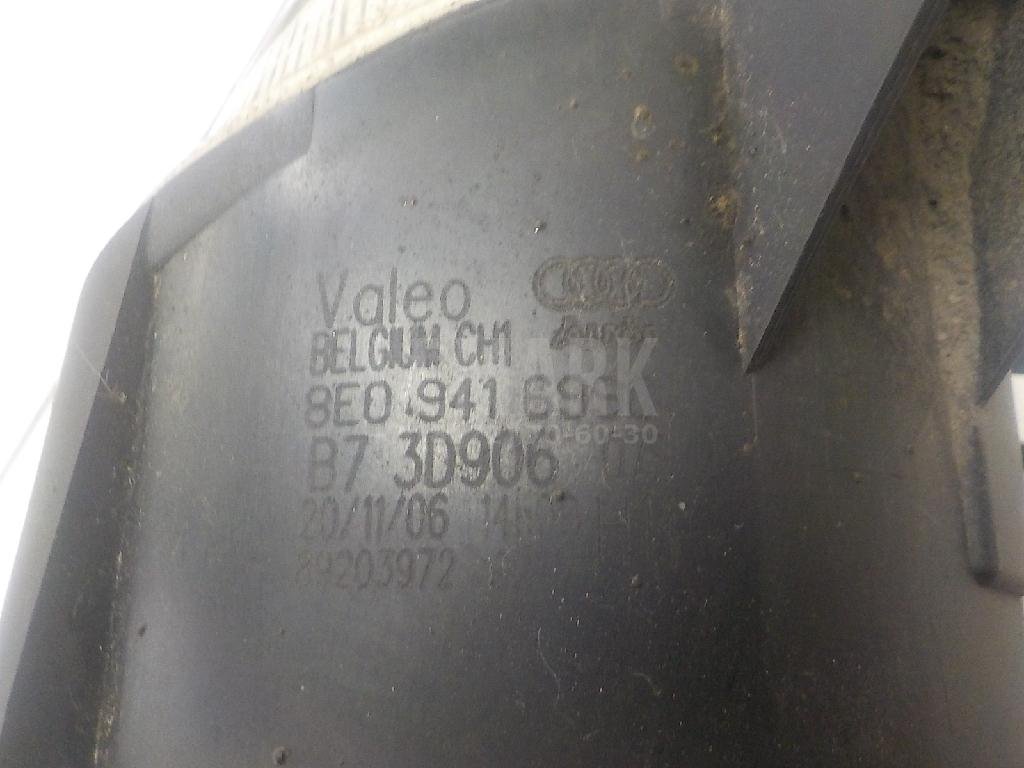 Valeo
BELGIUM CH1
8E0 941 699
B7 3D906
20/11/06
89203972